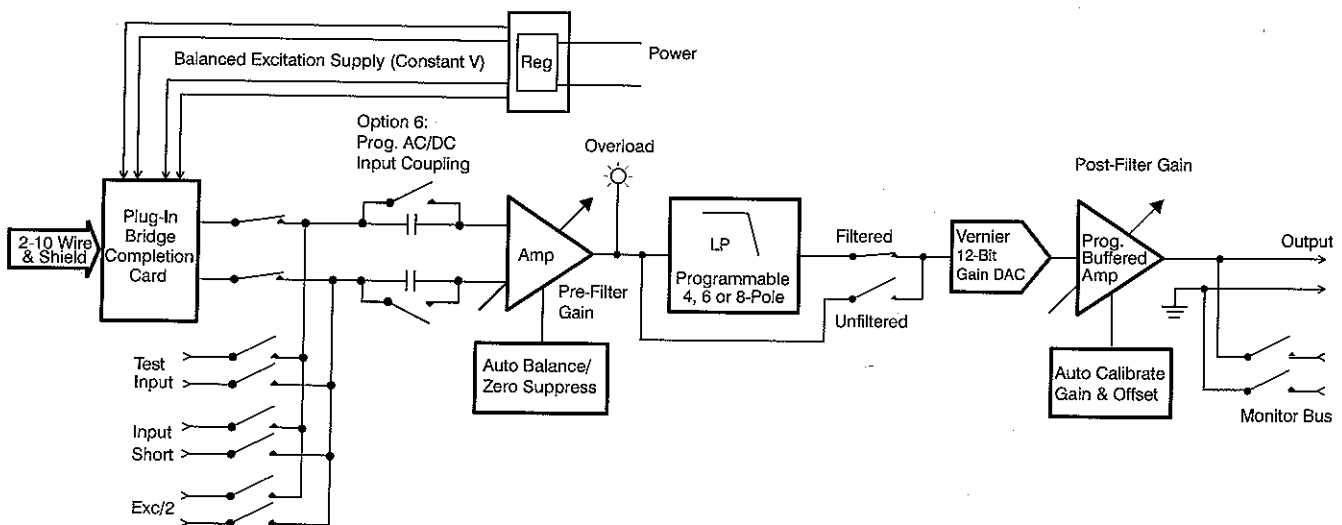 Balanced Excitation Supply (Constant V)
Reg
Power
Option 6:
Prog. AC/DC
Input Coupling
Overload
Post-Filter Gain
2-10 Wire
& Shield
Plug-In
Bridge
Completion
Card
Amp
Pre-Filter
Gain
LP
Programmable
4, 6 or 8-Pole
Filtered
Unfiltered
Vernier
12-Bit
Gain DAC
Prog.
Buffered
Amp
Output
Auto Balance/
Zero Suppress
Auto Calibrate
Gain & Offset
Monitor Bus
Test
Input
Input
Short
Exc/2